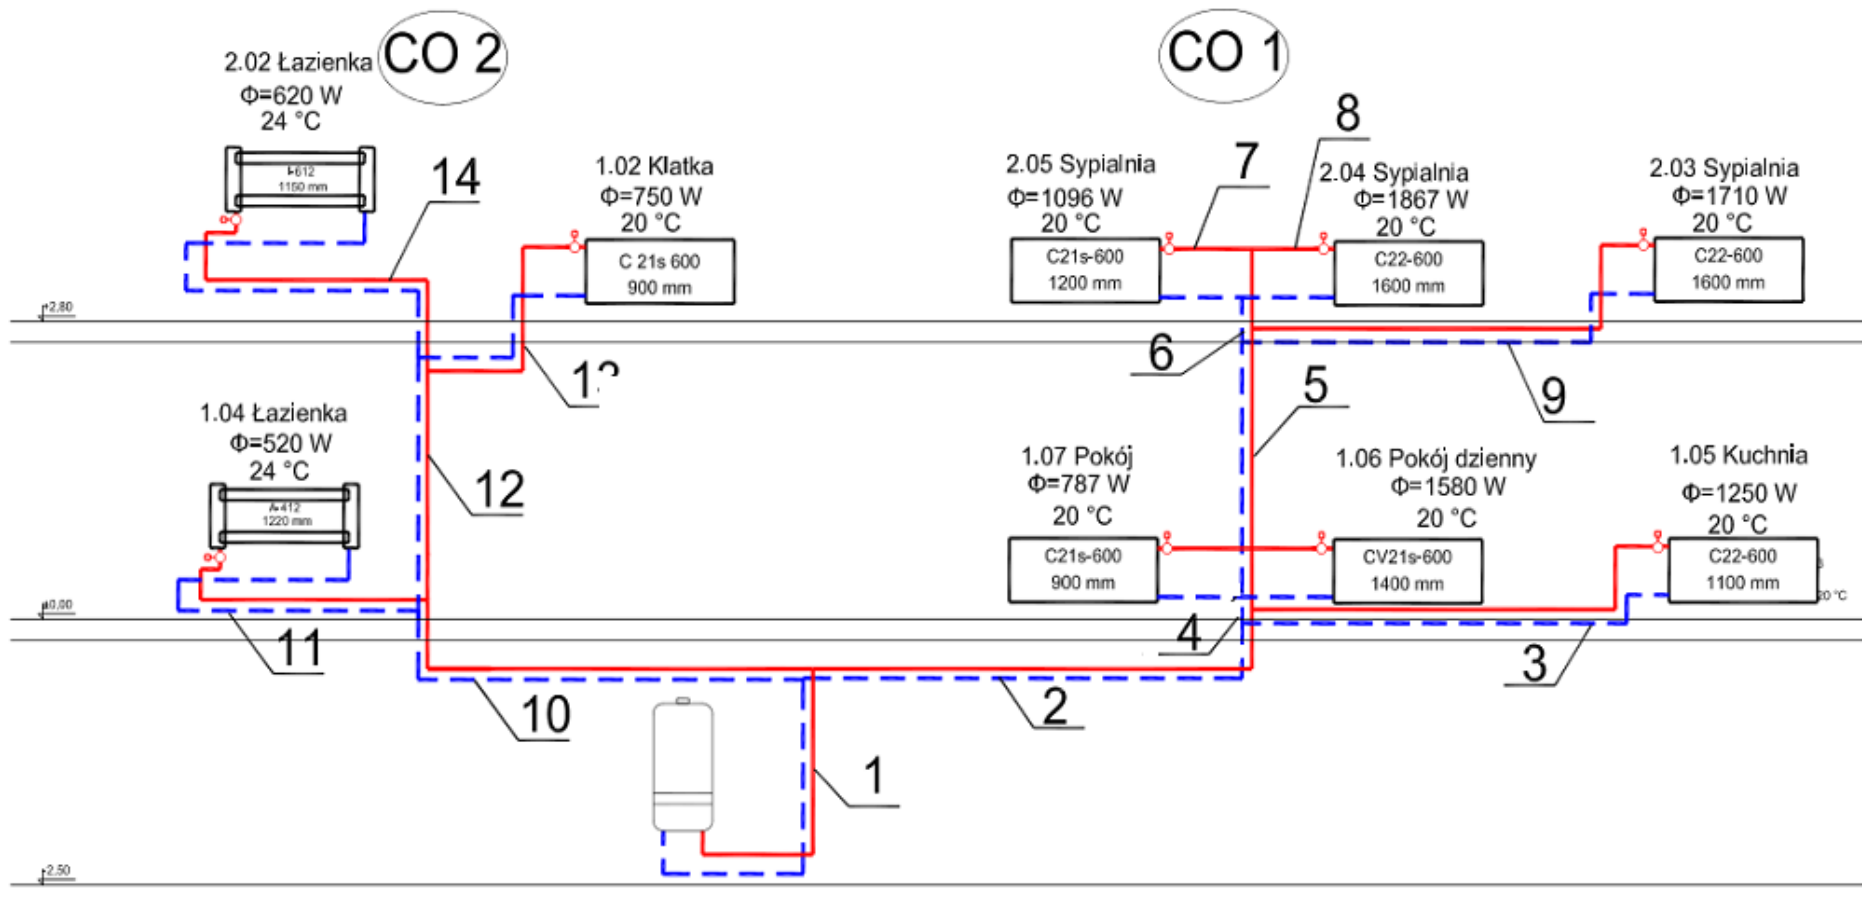 CO 2
CO 1
2.02 Łazienka
Φ=620 W
24 °C
1150 mm
14
1.02 Klatka
Φ=750 W
20 °C
C 21s 600
900 mm
2.05 Sypialnia
Φ=1096 W
20 °C
C21s-600
1200 mm
7
8
2.04 Sypialnia
Φ=1867 W
20 °C
C22-600
1600 mm
2.03 Sypialnia
Φ=1710 W
20 °C
C22-600
1600 mm
+2,80
6
5
9
1.04 Łazienka
Φ=520 W
24 °C
A-412
1220 mm
12
1.07 Pokój
Φ=787 W
20 °C
C21s-600
900 mm
1.06 Pokój dzienny
Φ=1580 W
20 °C
CV21s-600
1400 mm
1.05 Kuchnia
Φ=1250 W
20 °C
C22-600
1100 mm
20 °C
±0,00
11
4
3
10
2
1
-2,50